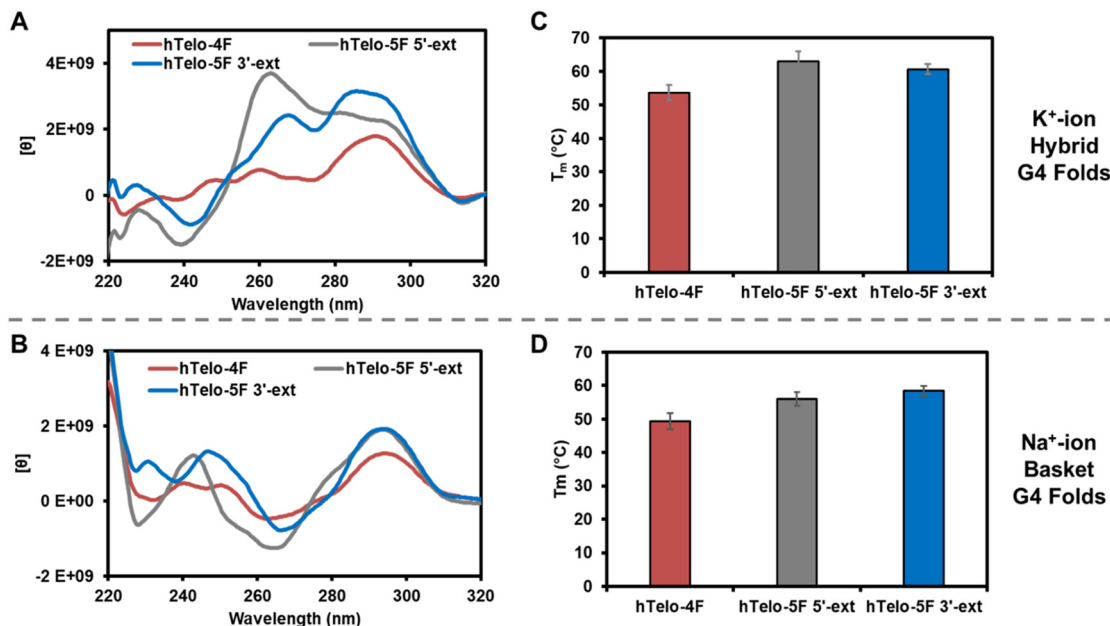 A
hTelo-4F
hTelo-5F 5'-ext
hTelo-5F 3'-ext
4E+09
2E+09
0
-2E+09
[θ]
220 240 260 280 300 320
Wavelength (nm)
C
70
60
50
40
30
20
10
0
Tₘ (°C)
hTelo-4F hTelo-5F 5'-ext hTelo-5F 3'-ext
K⁺-ion
Hybrid
G4 Folds
B
hTelo-4F
hTelo-5F 5'-ext
hTelo-5F 3'-ext
4 E+09
2 E+09
0 E+00
-2 E+09
[θ]
220 240 260 280 300 320
Wavelength (nm)
D
70
60
50
40
30
20
10
0
Tm (°C)
hTelo-4F hTelo-5F 5'-ext hTelo-5F 3'-ext
Na⁺-ion
Basket
G4 Folds